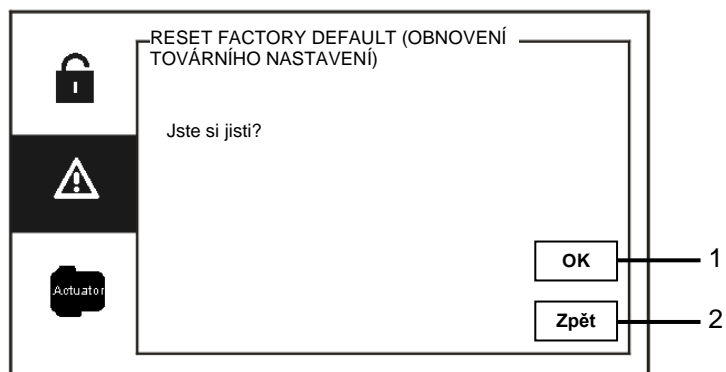 RESET FACTORY DEFAULT (OBNOVENÍ
TOVÁRNÍHO NASTAVENÍ)
Jste si jisti?
OK
1
Actuator
Zpět
2